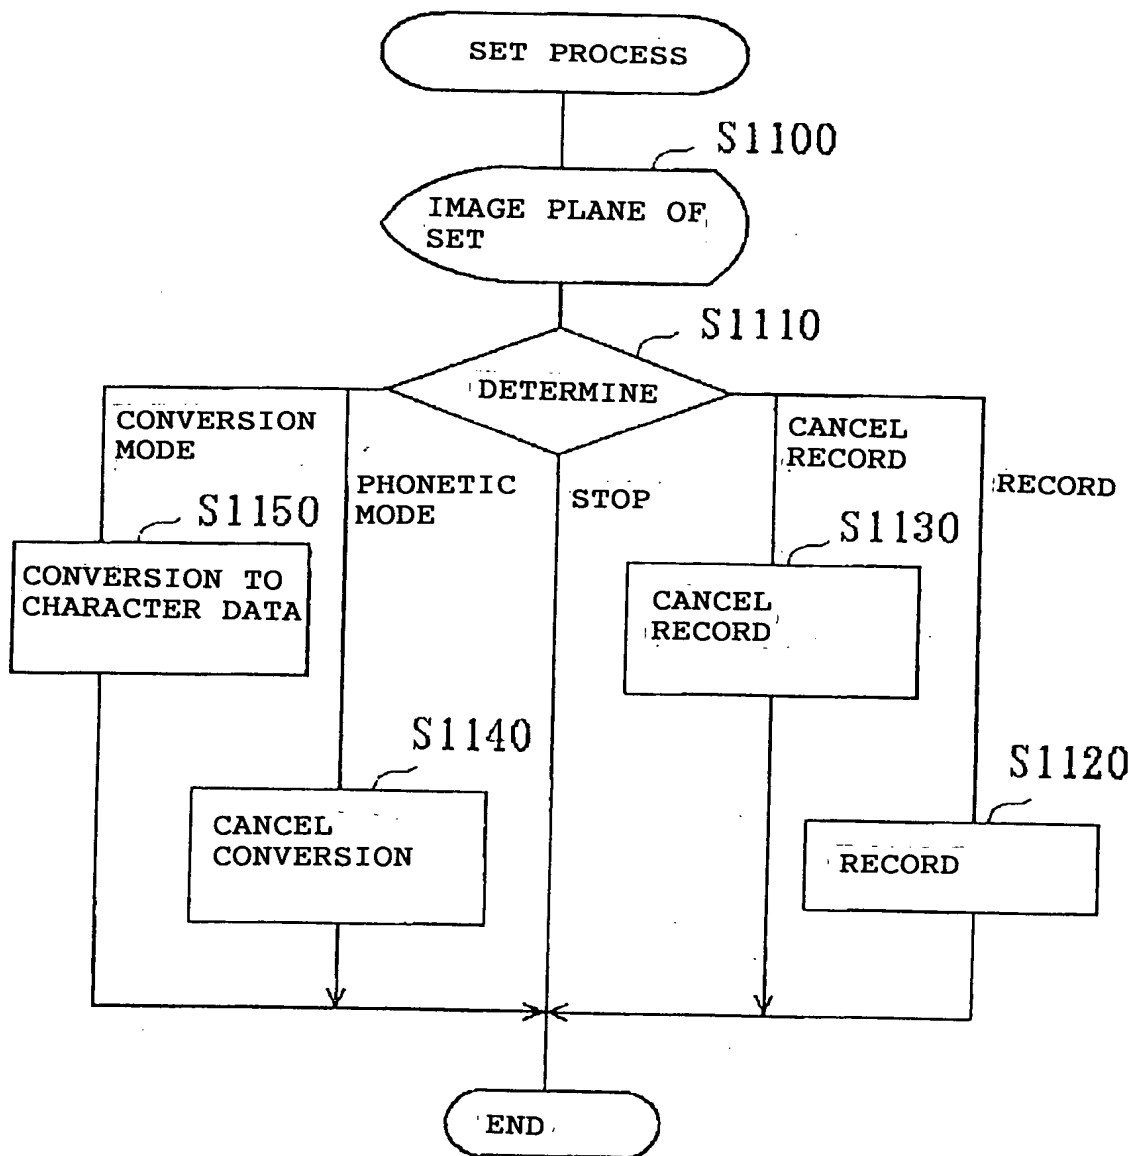 SET PROCESS
S1100
IMAGE PLANE OF
SET
S1110
DETERMINE
CONVERSION
MODE
PHONETIC
MODE
STOP
CANCEL
RECORD
RECORD
S1150
CONVERSION TO
CHARACTER DATA
S1130
CANCEL
RECORD
S1140
CANCEL
CONVERSION
S1120
RECORD
END